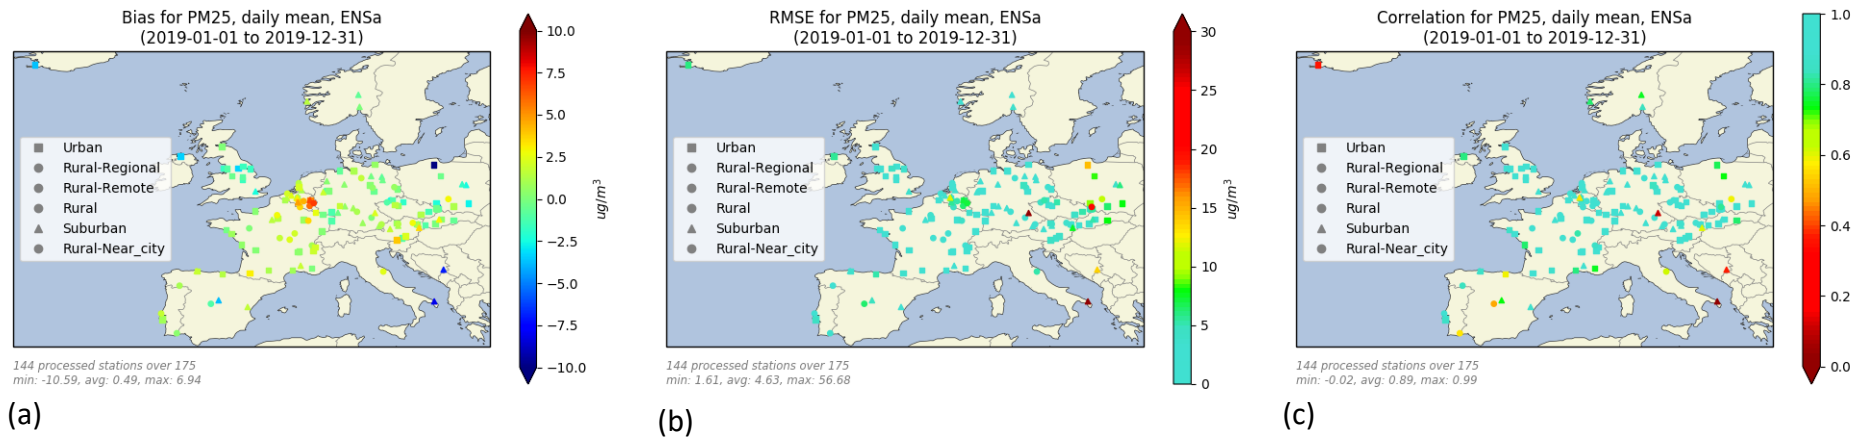 Bias for PM25, daily mean, ENSa
(2019-01-01 to 2019-12-31)
Urban
Rural-Regional
Rural-Remote
Rural
Suburban
Rural-Near_city
10.0
7.5
5.0
2.5
0.0
−2.5
−5.0
−7.5
−10.0
ug/m³
144 processed stations over 175
min: -10.59, avg: 0.49, max: 6.94
(a)
RMSE for PM25, daily mean, ENSa
(2019-01-01 to 2019-12-31)
Urban
Rural-Regional
Rural-Remote
Rural
Suburban
Rural-Near_city
30
25
20
15
10
5
0
ug/m³
144 processed stations over 175
min: 1.61, avg: 4.63, max: 56.68
(b)
Correlation for PM25, daily mean, ENSa
(2019-01-01 to 2019-12-31)
Urban
Rural-Regional
Rural-Remote
Rural
Suburban
Rural-Near_city
1.0
0.8
0.6
0.4
0.2
0.0
144 processed stations over 175
min: -0.02, avg: 0.89, max: 0.99
(c)